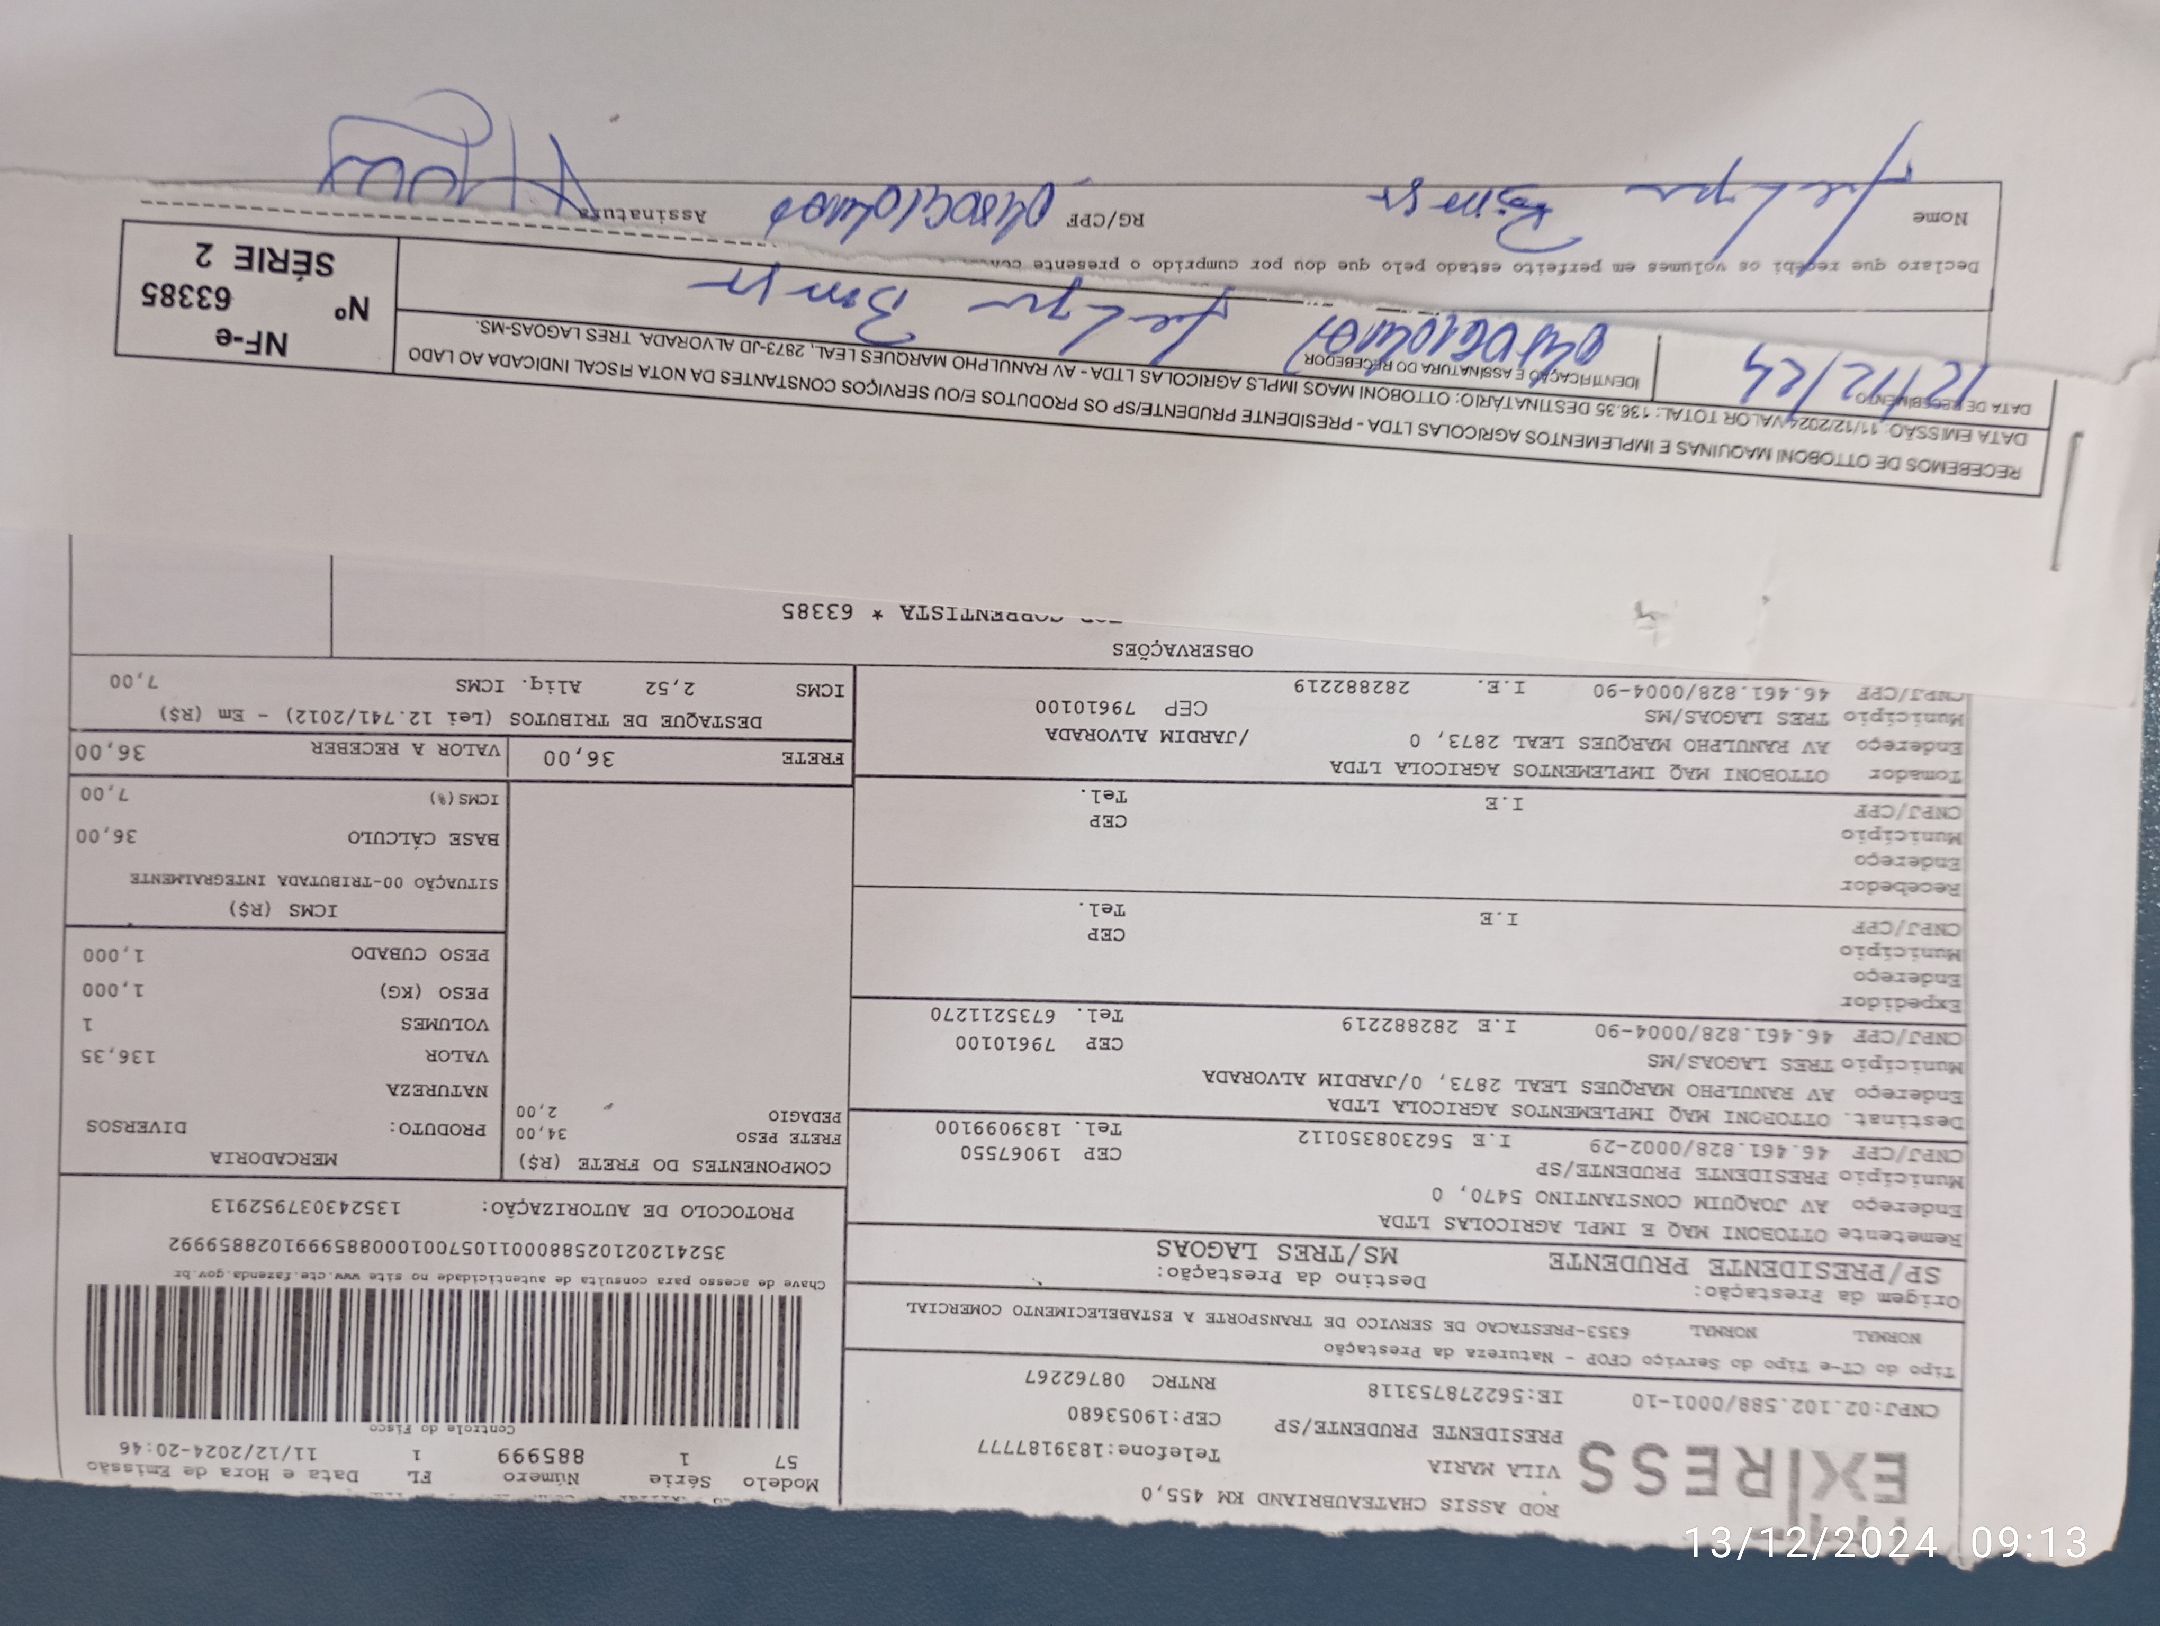 EXPRESS
ROD ASSIS CHATEAUBRIAND KM 455,0
VILA MARIA Telefone:1839187777
PRESIDENTE PRUDENTE/SP CEP:19053680
CNPJ:02.102.588/0001-10 IE:562278753118 RNTRC 08762267
Tipo do CT-e Tipo do Serviço CFOP - Natureza da Prestação
NORMAL NORMAL 6353-PRESTACAO DE SERVICO DE TRANSPORTE A ESTABELECIMENTO COMERCIAL
Origem da Prestação: Destino da Prestação:
SP/PRESIDENTE PRUDENTE MS/TRES LAGOAS
Remetente OTTOBONI MAQ E IMPL AGRICOLAS LTDA
Endereço AV JOAQUIM CONSTANTINO 5470, 0
Município PRESIDENTE PRUDENTE/SP CEP 19067550
CNPJ/CPF 46.461.828/0002-29 I.E 562308350112 Tel. 1839099100
Destinat. OTTOBONI MAQ IMPLEMENTOS AGRICOLA LTDA
Endereço AV RANULPHO MARQUES LEAL 2873, 0/JARDIM ALVORADA
Município TRES LAGOAS/MS CEP 79610100
CNPJ/CPF 46.461.828/0004-90 I.E 282882219 Tel. 6735211270
Expedidor
Endereço
Município CEP
CNPJ/CPF I.E Tel.
Recebedor
Endereço
Município CEP
CNPJ/CPF I.E Tel.
Tomador OTTOBONI MAQ IMPLEMENTOS AGRICOLA LTDA
Endereço AV RANULPHO MARQUES LEAL 2873, 0 /JARDIM ALVORADA
Município TRES LAGOAS/MS CEP 79610100
CNPJ/CPF 46.461.828/0004-90 I.E. 282882219
Modelo Série Número FL Data e Hora de Emissão
57 1 885999 1 11/12/2024-20:46
Controle do Fisco
Chave de acesso para consulta de autenticidade no site www.cte.fazenda.gov.br
35241202102588000110570010008859991028859992
PROTOCOLO DE AUTORIZAÇÃO: 135243037952913
COMPONENTES DO FRETE (R$)
FRETE PESO 34,00
PEDAGIO 2,00
MERCADORIA
PRODUTO: DIVERSOS
NATUREZA
VALOR 136,35
VOLUMES 1
PESO (KG) 1,000
PESO CUBADO 1,000
ICMS (R$)
SITUAÇÃO 00-TRIBUTADA INTEGRALMENTE
BASE CÁLCULO 36,00
ICMS(%) 7,00
FRETE 36,00 VALOR A RECEBER 36,00
DESTAQUE DE TRIBUTOS (Lei 12.741/2012) - Em (R$)
ICMS 2,52 Aliq. ICMS 7,00
OBSERVAÇÕES
CORRENTISTA * 63385
RECEBEMOS DE OTTOBONI MAQUINAS E IMPLEMENTOS AGRICOLAS LTDA - PRESIDENTE PRUDENTE/SP OS PRODUTOS E/OU SERVIÇOS CONSTANTES DA NOTA FISCAL INDICADA AO LADO
DATA EMISSÃO: 11/12/2024 VALOR TOTAL: 136.35 DESTINATÁRIO: OTTOBONI MAQS IMPLS AGRICOLAS LTDA - AV RANULPHO MARQUES LEAL, 2873-JD ALVORADA TRES LAGOAS-MS.
DATA DE RECEBIMENTO IDENTIFICAÇÃO E ASSINATURA DO RECEBEDOR
12/12/24
NF-e
Nº 63385
SÉRIE 2
Declaro que recebi os volumes em perfeito estado pelo que dou por cumprido o presente
Nome RG/CPF Assinatura
13/12/2024 09:13